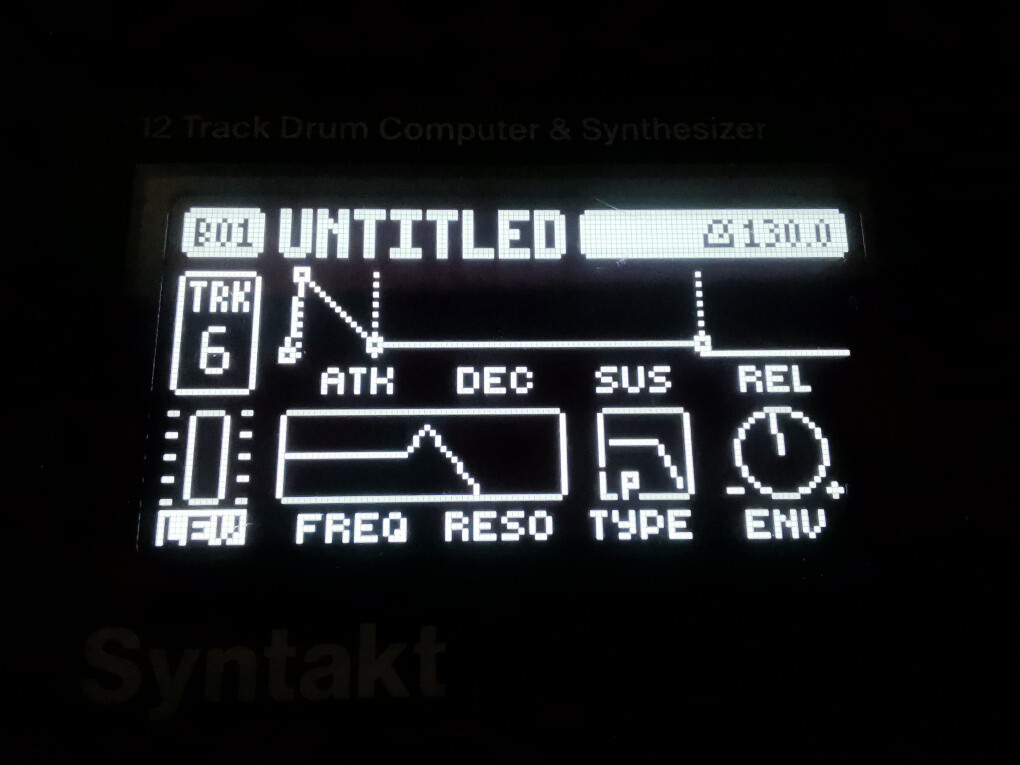 12 Track Drum Computer & Synthesizer
B01 UNTITLED 130.0
TRK
6
ATK DEC SUS REL
LP
- +
LEV FREQ RESO TYPE ENV
Syntakt